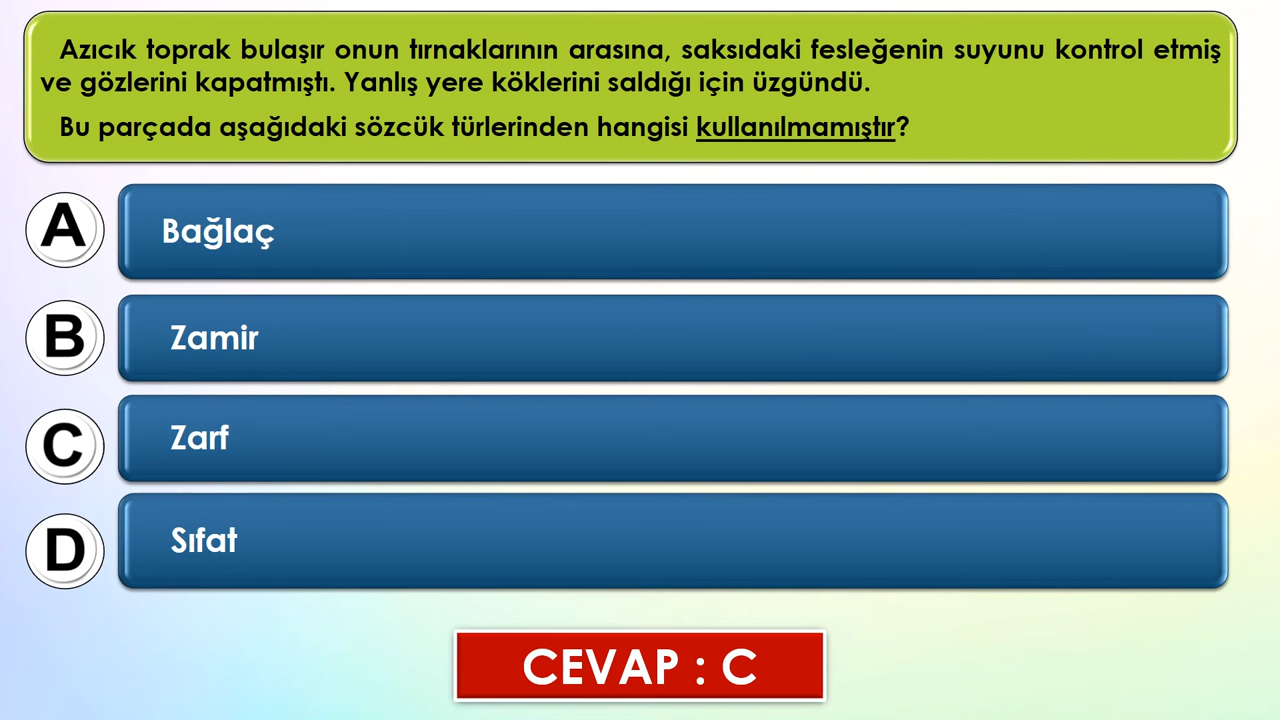 Azıcık toprak bulaşır onun tırnaklarının arasına, saksıdaki fesleğenin suyunu kontrol etmiş
ve gözlerini kapatmıştı. Yanlış yere köklerini saldığı için üzgündü.
Bu parçada aşağıdaki sözcük türlerinden hangisi kullanılmamıştır?
A Bağlaç
B Zamir
C Zarf
D Sıfat
CEVAP : C